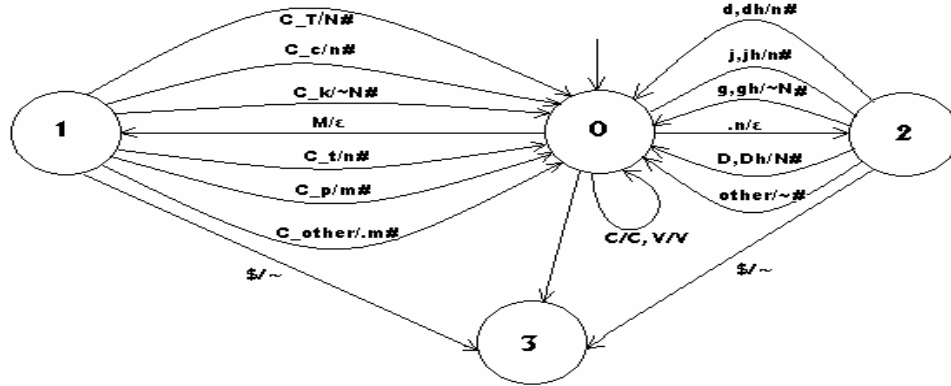 C_T/N#
C_c/n#
C_k/~N#
M/ε
C_t/n#
C_p/m#
C_other/.m#
$/~
1
0
2
3
d,dh/n#
j,jh/n#
g,gh/~N#
.n/ε
D,Dh/N#
other/~#
C/C, V/V
$/~